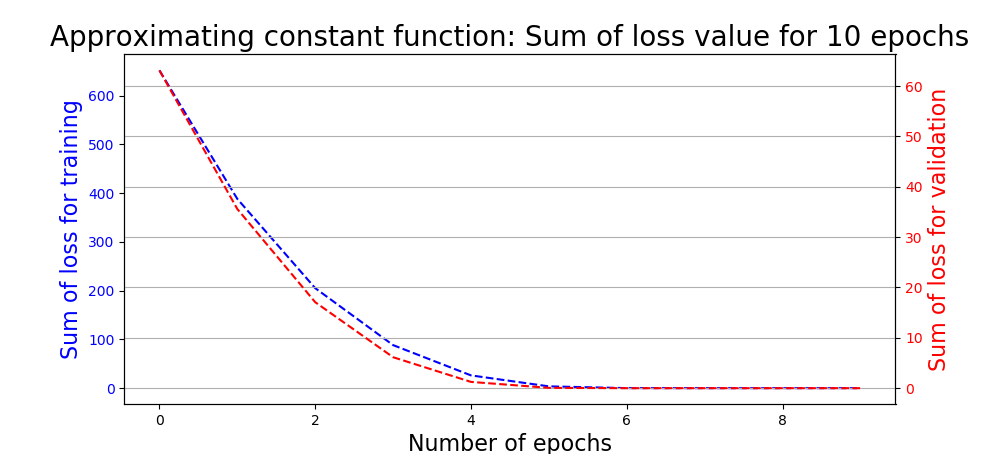 Approximating constant function: Sum of loss value for 10 epochs
Sum of loss for training
600
500
400
300
200
100
0
60
50
40
30
20
10
0
Sum of loss for validation
0 2 4 6 8
Number of epochs